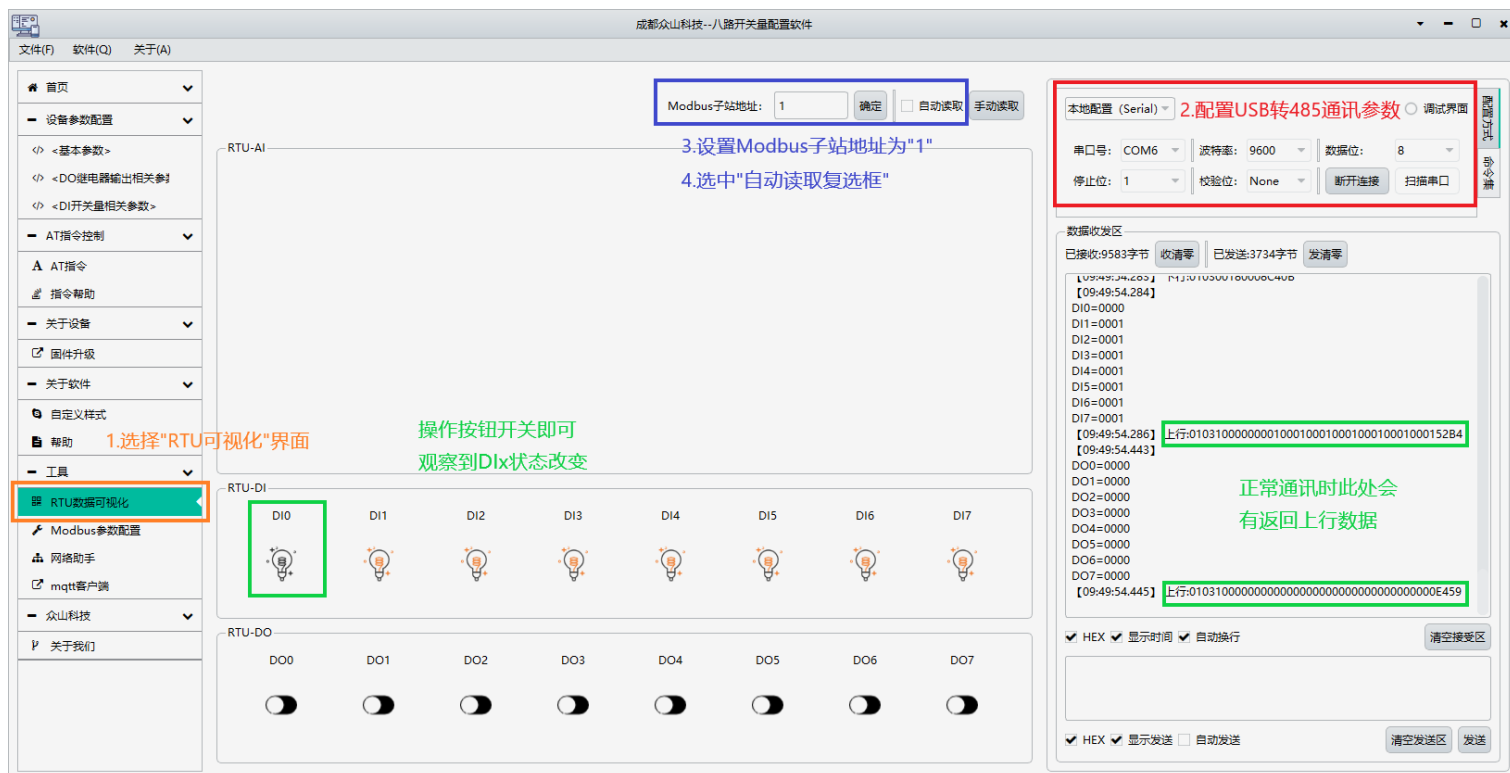 成都众山科技--八路开关量配置软件
文件(F) 软件(Q) 关于(A)
首页
设备参数配置
<基本参数>
<DO继电器输出相关参
<DI开关量相关参数>
AT指令控制
AT指令
指令帮助
关于设备
固件升级
关于软件
自定义样式
帮助
1.选择"RTU可视化"界面
工具
RTU数据可视化
Modbus参数配置
网络助手
mqtt客户端
众山科技
关于我们
Modbus子站地址: 1 确定 自动读取 手动读取
3.设置Modbus子站地址为"1"
4.选中"自动读取复选框"
RTU-AI
操作按钮开关即可
观察到DIx状态改变
RTU-DI
DI0 DI1 DI2 DI3 DI4 DI5 DI6 DI7
RTU-DO
DO0 DO1 DO2 DO3 DO4 DO5 DO6 DO7
本地配置 (Serial) 2.配置USB转485通讯参数 调试界面
串口号: COM6 波特率: 9600 数据位: 8
停止位: 1 校验位: None 断开连接 扫描串口
配置方式
命令集
数据收发区
已接收:9583字节 收清零 已发送:3734字节 发清零
【09:49:54.283】 下行:010300180008C40B
【09:49:54.284】
DI0=0000
DI1=0001
DI2=0001
DI3=0001
DI4=0001
DI5=0001
DI6=0001
DI7=0001
【09:49:54.286】 上行:0103100000000100010001000100010001000152B4
【09:49:54.443】
DO0=0000
DO1=0000
DO2=0000
DO3=0000
DO4=0000
DO5=0000
DO6=0000
DO7=0000
正常通讯时此处会
有返回上行数据
【09:49:54.445】 上行:01031000000000000000000000000000000000E459
HEX 显示时间 自动换行 清空接受区
HEX 显示发送 自动发送 清空发送区 发送